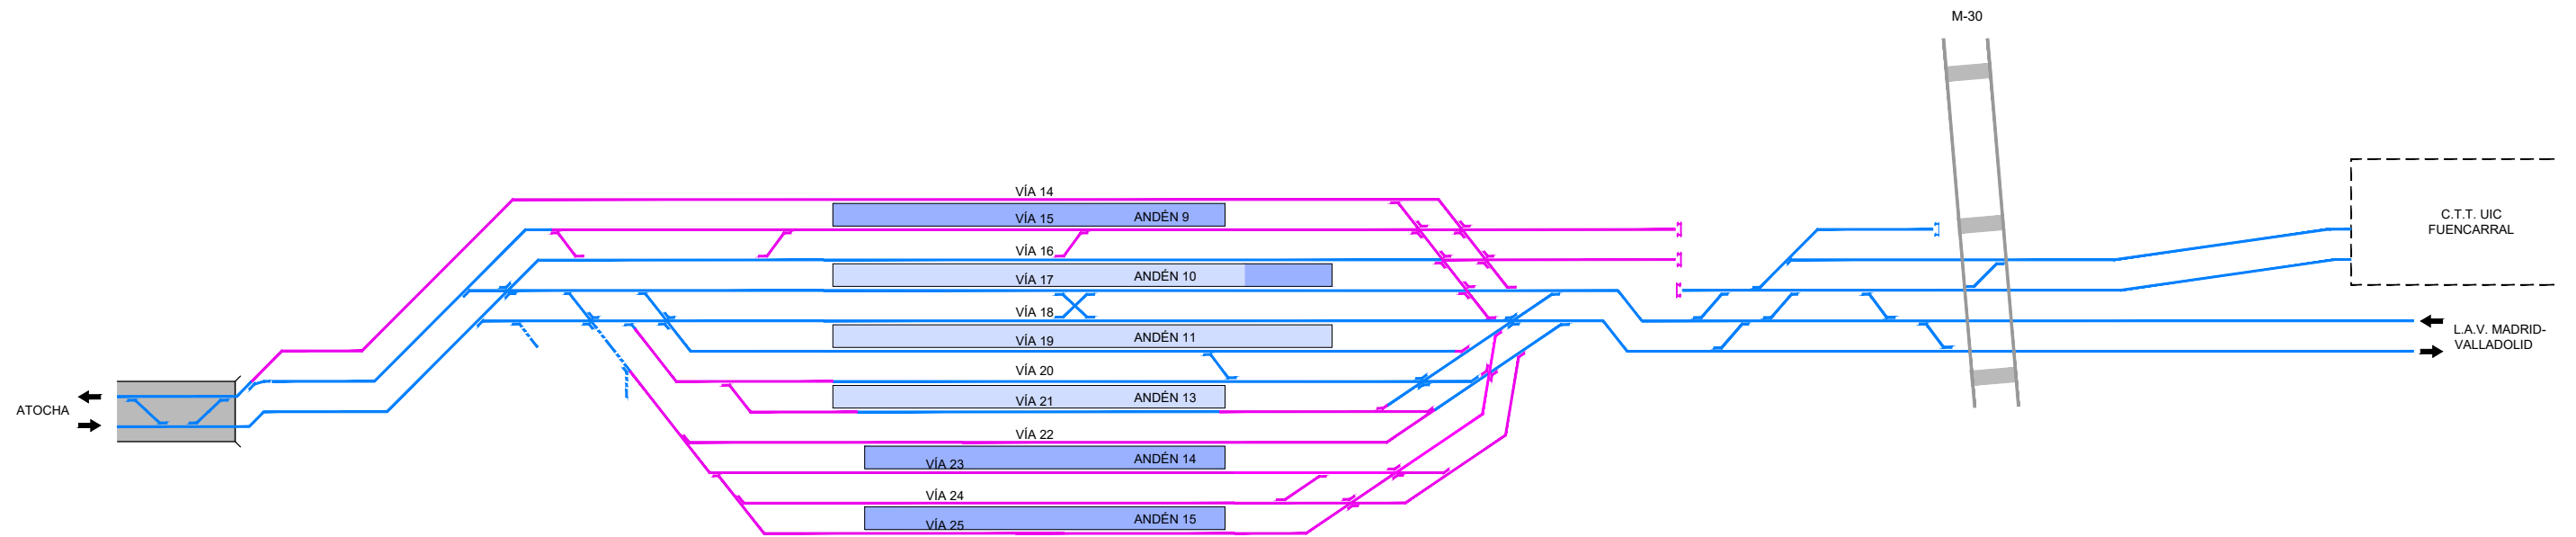 M-30
VÍA 14
VÍA 15 ANDÉN 9
VÍA 16
VÍA 17 ANDÉN 10
VÍA 18
VÍA 19 ANDÉN 11
VÍA 20
VÍA 21 ANDÉN 13
VÍA 22
VÍA 23 ANDÉN 14
VÍA 24
VÍA 25 ANDÉN 15
ATOCHA
C.T.T. UIC
FUENCARRAL
L.A.V. MADRID-
VALLADOLID